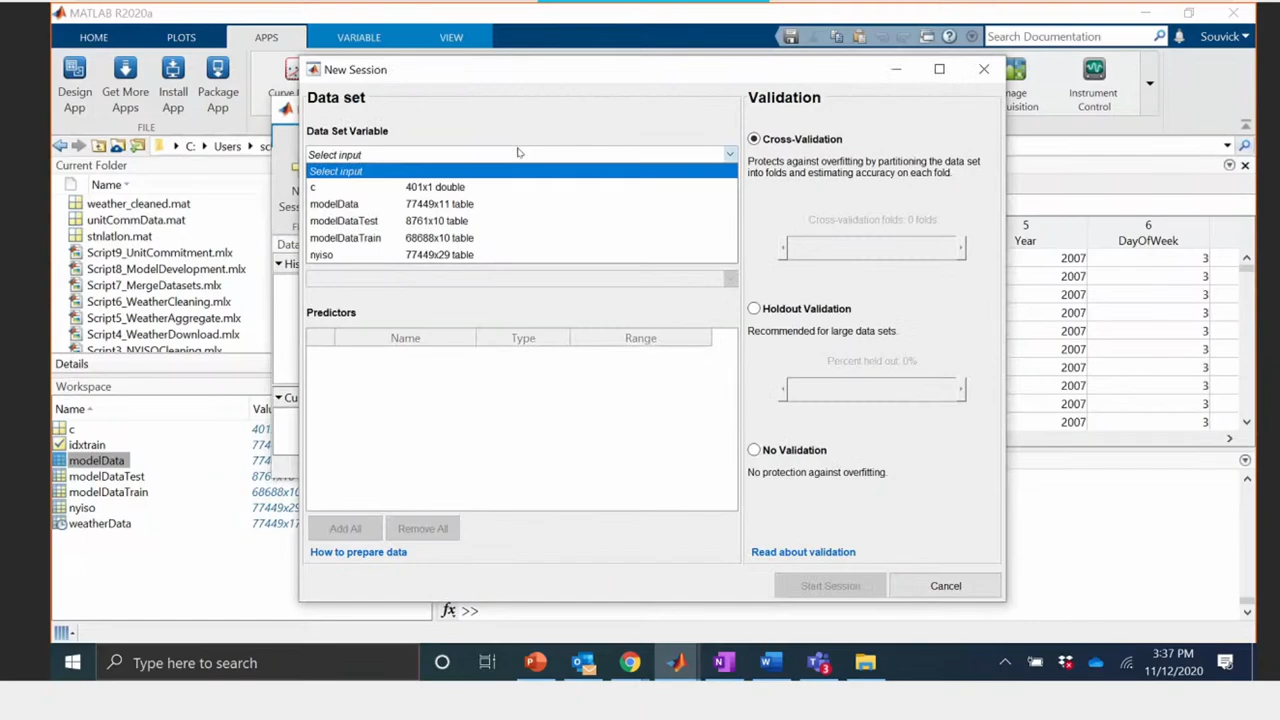 MATLAB R2020a
HOME PLOTS APPS VARIABLE VIEW Search Documentation Souvick
Design App
Get More Apps
Install App
Package App
FILE
Instrument Control
C: Users
Current Folder
Name
weather_cleaned.mat
unitCommData.mat
stnlatlon.mat
Script9_UnitCommitment.mlx
Script8_ModelDevelopment.mlx
Script7_MergeDatasets.mlx
Script6_WeatherCleaning.mlx
Script5_WeatherAggregate.mlx
Script4_WeatherDownload.mlx
Script3_NYISOCleaning.mlx
Details
Workspace
Name
c
idxtrain
modelData
modelDataTest
modelDataTrain 68688x10
nyiso 77449x29
weatherData
New Session
Data set
Data Set Variable
Select input
Select input
c 401x1 double
modelData 77449x11 table
modelDataTest 8761x10 table
modelDataTrain 68688x10 table
nyiso 77449x29 table
Predictors
Name Type Range
Add All Remove All
How to prepare data
Validation
Cross-Validation
Protects against overfitting by partitioning the data set
into folds and estimating accuracy on each fold.
Cross-validation folds: 0 folds
Holdout Validation
Recommended for large data sets.
Percent held out: 0%
No Validation
No protection against overfitting.
Read about validation
Start Session Cancel
5 6
Year DayOfWeek
2007 3
2007 3
2007 3
2007 3
2007 3
2007 3
2007 3
2007 3
2007 3
2007 3
fx >>
Type here to search
3:37 PM
11/12/2020